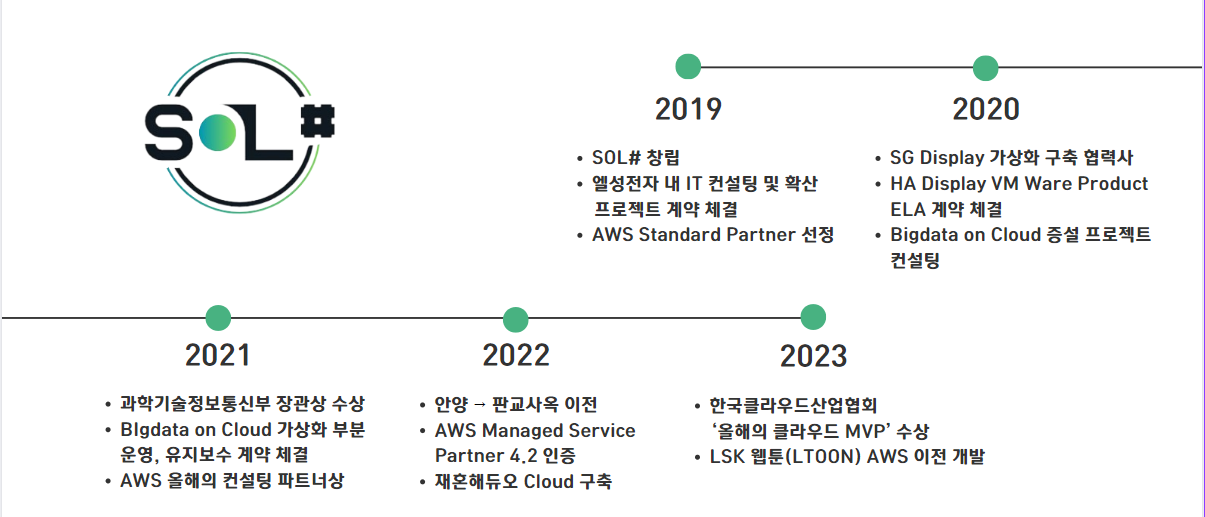 SOL#
2019
• SOL# 창립
• 엘성전자 내 IT 컨설팅 및 확산
프로젝트 계약 체결
• AWS Standard Partner 선정
2020
• SG Display 가상화 구축 협력사
• HA Display VM Ware Product
ELA 계약 체결
• Bigdata on Cloud 증설 프로젝트
컨설팅
2021
• 과학기술정보통신부 장관상 수상
• BIgdata on Cloud 가상화 부분
운영, 유지보수 계약 체결
• AWS 올해의 컨설팅 파트너상
2022
• 안양 → 판교사옥 이전
• AWS Managed Service
Partner 4.2 인증
• 재혼해듀오 Cloud 구축
2023
• 한국클라우드산업협회
‘올해의 클라우드 MVP’ 수상
• LSK 웹툰(LTOON) AWS 이전 개발